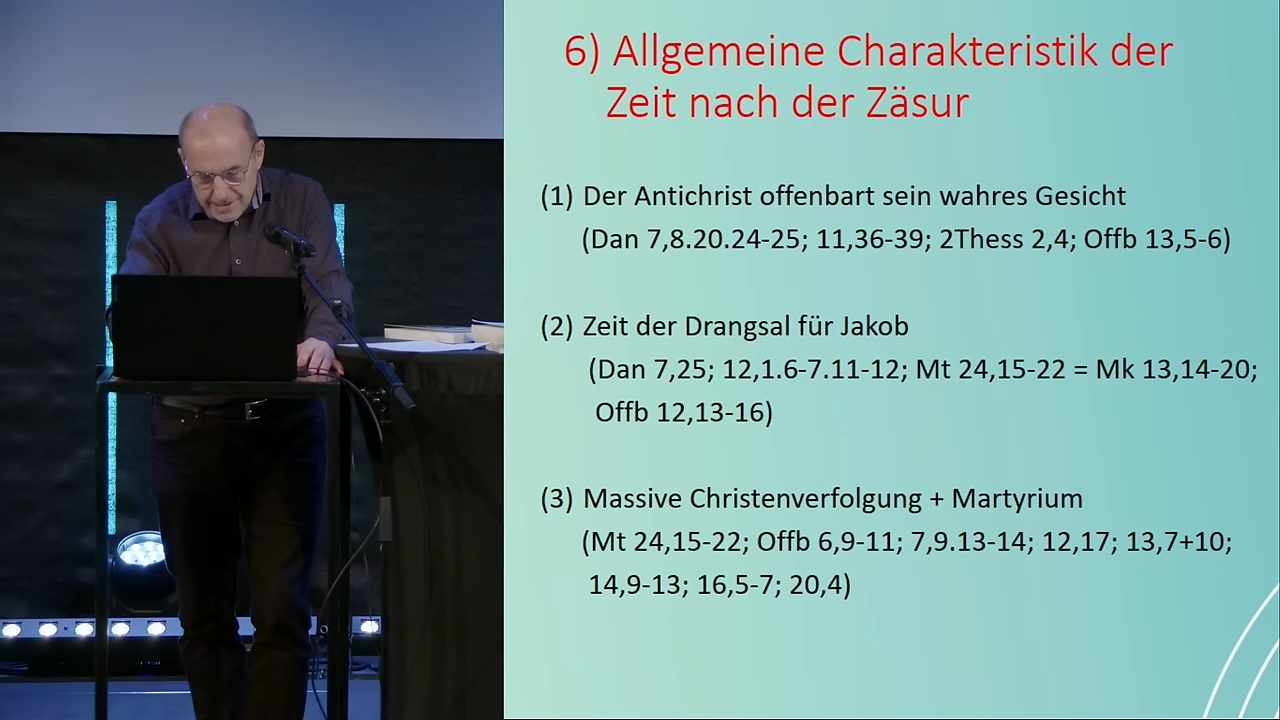 6) Allgemeine Charakteristik der
Zeit nach der Zäsur
(1) Der Antichrist offenbart sein wahres Gesicht
(Dan 7,8.20.24-25; 11,36-39; 2Thess 2,4; Offb 13,5-6)
(2) Zeit der Drangsal für Jakob
(Dan 7,25; 12,1.6-7.11-12; Mt 24,15-22 = Mk 13,14-20;
Offb 12,13-16)
(3) Massive Christenverfolgung + Martyrium
(Mt 24,15-22; Offb 6,9-11; 7,9.13-14; 12,17; 13,7+10;
14,9-13; 16,5-7; 20,4)